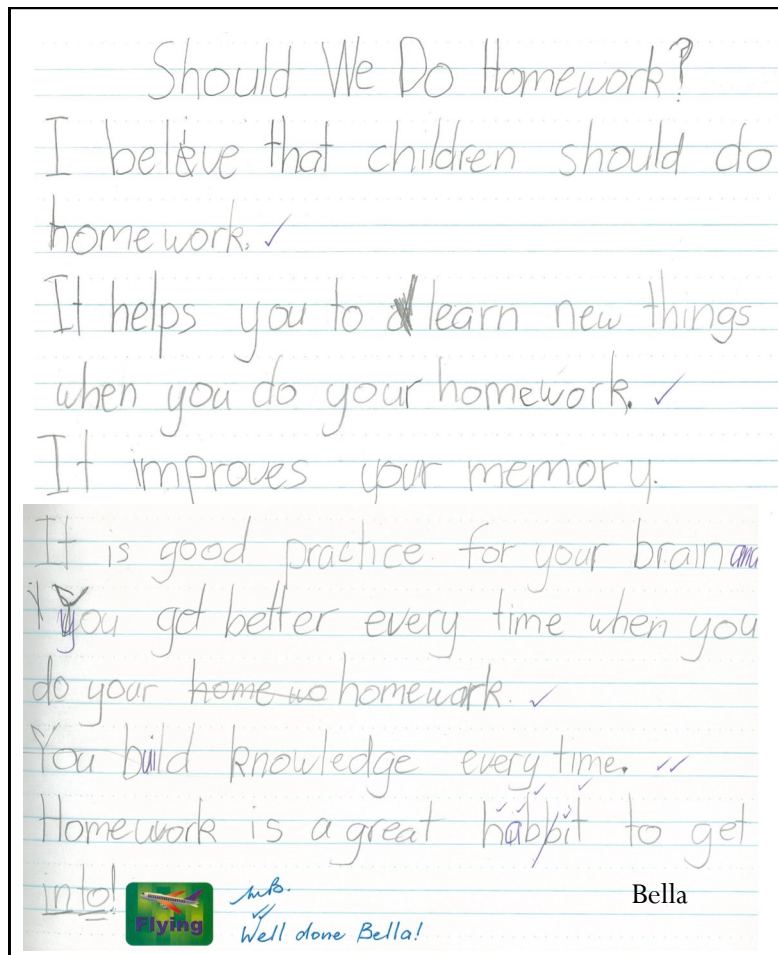 Should We Do Homework?
I believe that children should do
homework. ✓
It helps you to learn new things
when you do your homework. ✓
It improves your memory.
It is good practice for your brain and
you get better every time when you
do your home wo homework. ✓
You build knowledge every time. ✓✓
Homework is a great habbit to get
into!
Flying
Well done Bella!
Bella